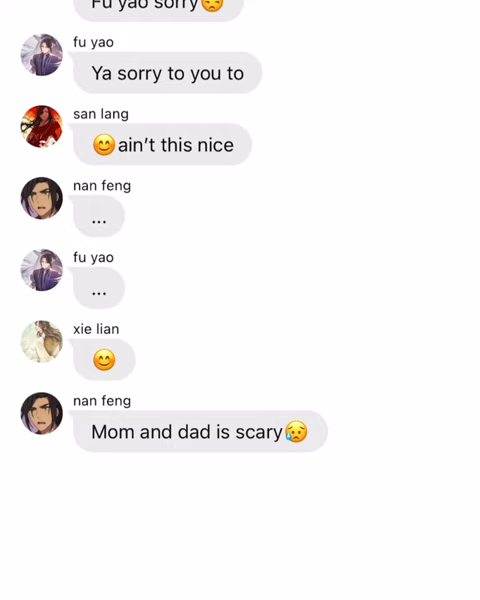 Fu yao sorry😞
fu yao
Ya sorry to you to
san lang
😊ain't this nice
nan feng
...
fu yao
...
xie lian
😊
nan feng
Mom and dad is scary😥